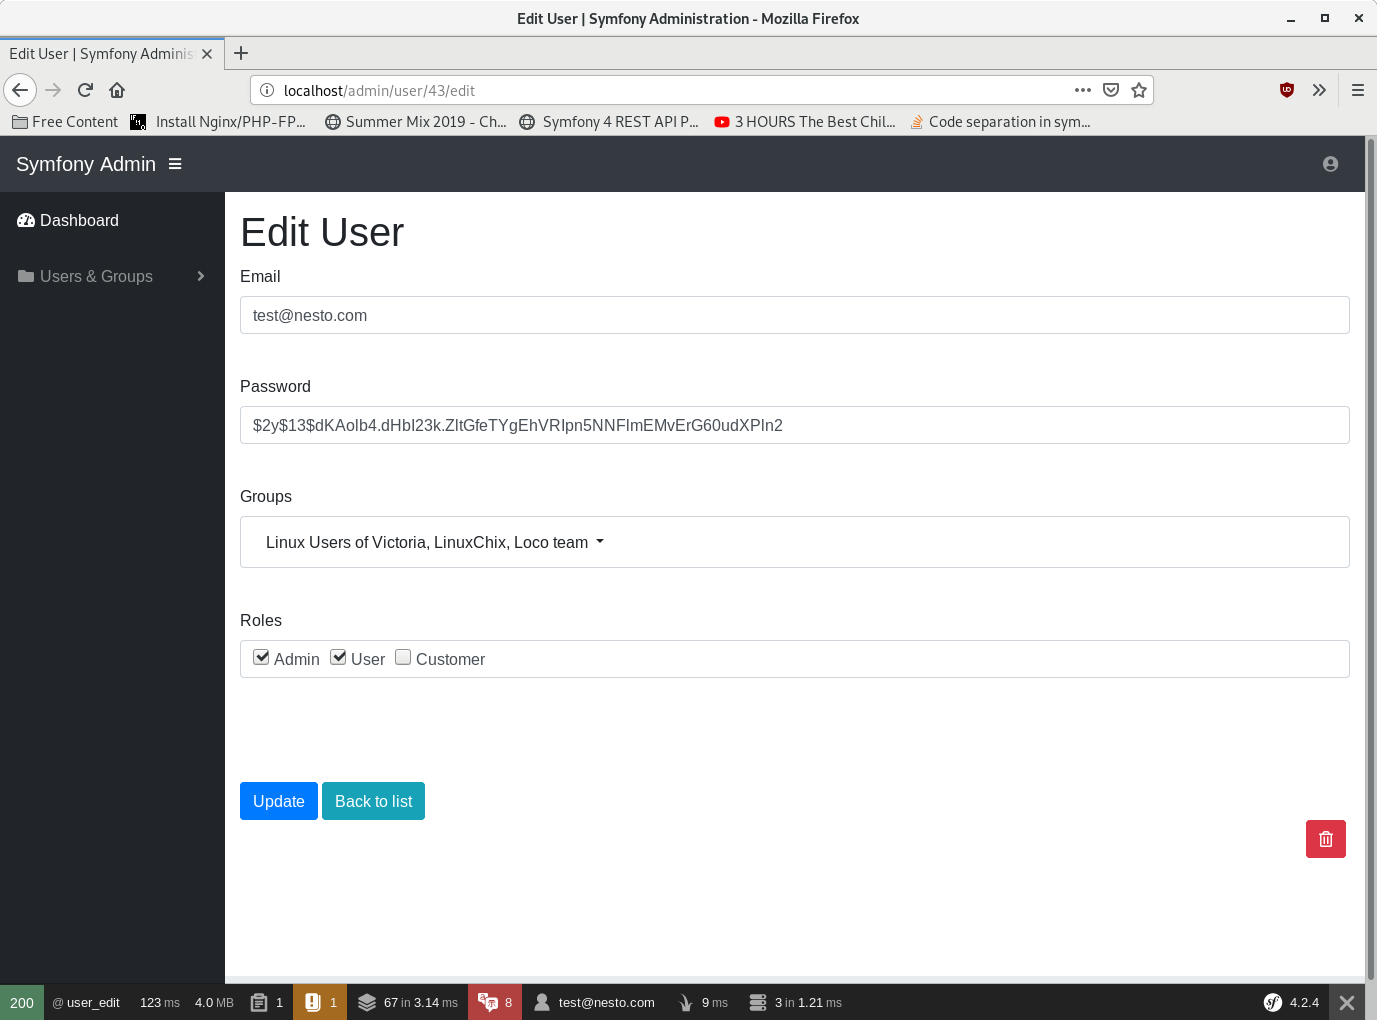 Edit User | Symfony Administration - Mozilla Firefox
Edit User | Symfony Adminis
localhost/admin/user/43/edit
Free Content Install Nginx/PHP-FP... Summer Mix 2019 - Ch... Symfony 4 REST API P... 3 HOURS The Best Chil... Code separation in sym...
Symfony Admin
Dashboard
Users & Groups
Edit User
Email
test@nesto.com
Password
$2y$13$dKAolb4.dHbI23k.ZltGfeTYgEhVRIpn5NNFlmEMvErG60udXPln2
Groups
Linux Users of Victoria, LinuxChix, Loco team
Roles
Admin User Customer
Update Back to list
200 @ user_edit 123 ms 4.0 MB 1 1 67 in 3.14 ms 8 test@nesto.com 9 ms 3 in 1.21 ms sf 4.2.4